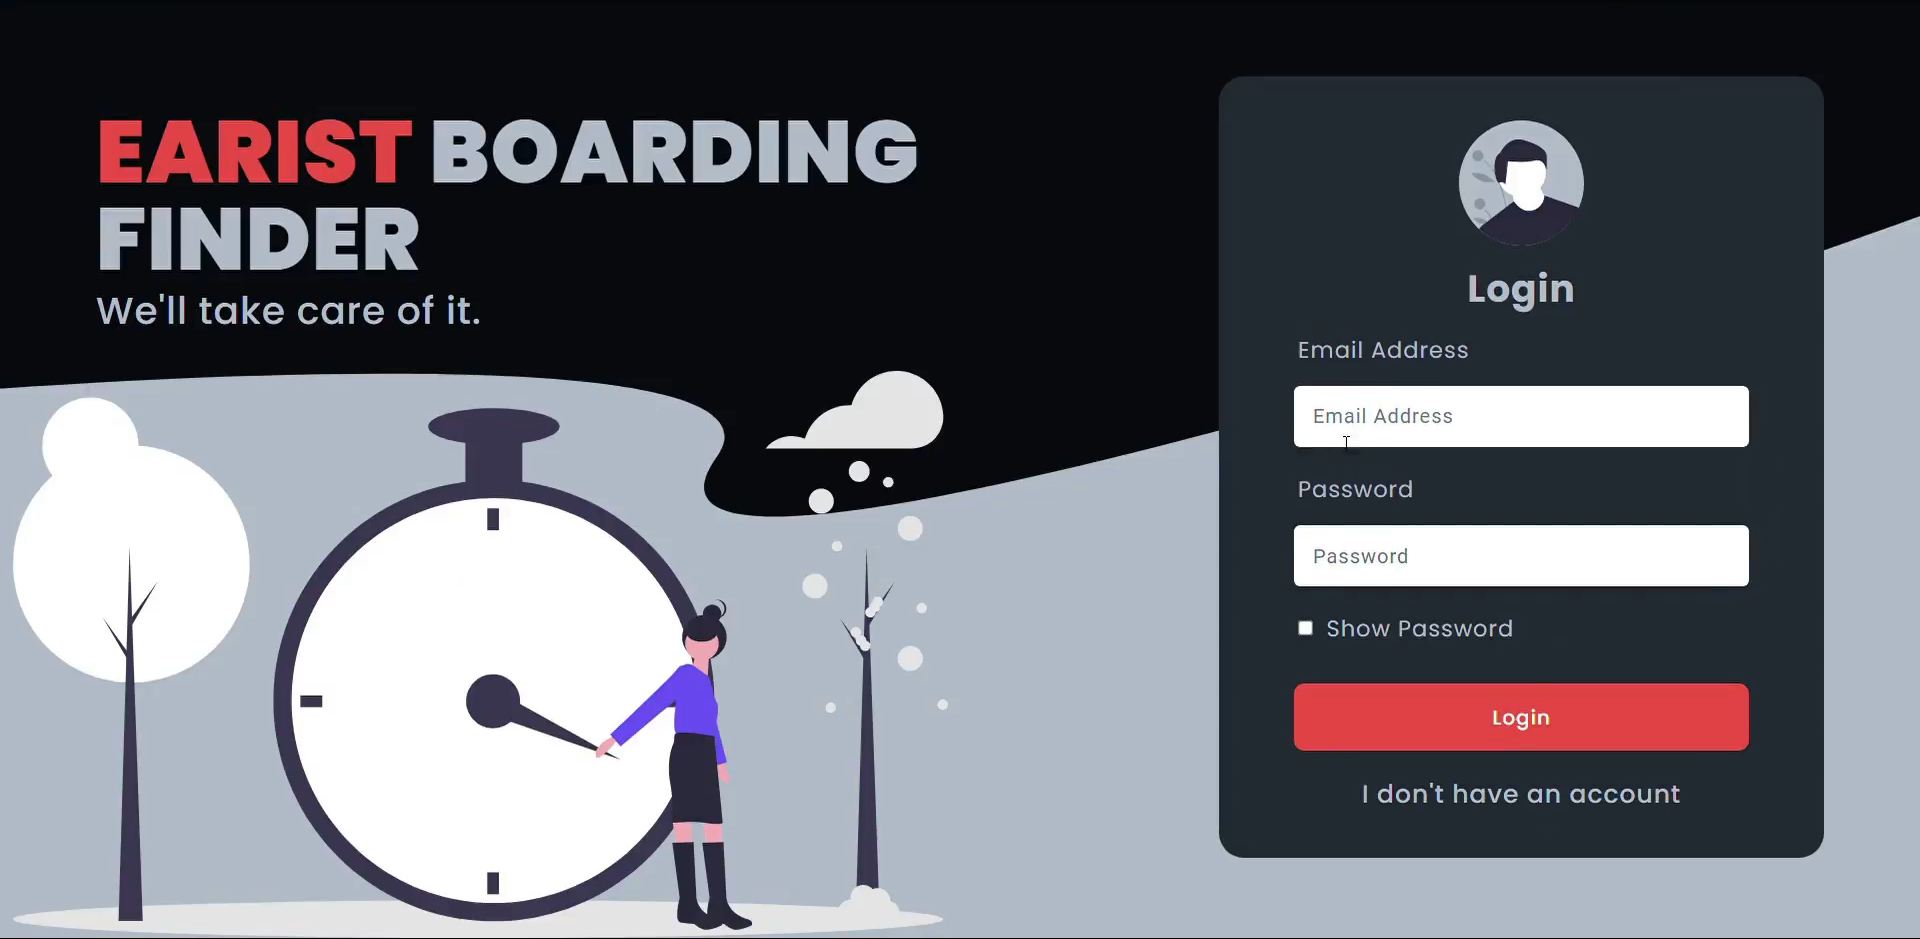 EARIST BOARDING
FINDER
We'll take care of it.
Login
Email Address
Email Address
Password
Password
Show Password
Login
I don't have an account